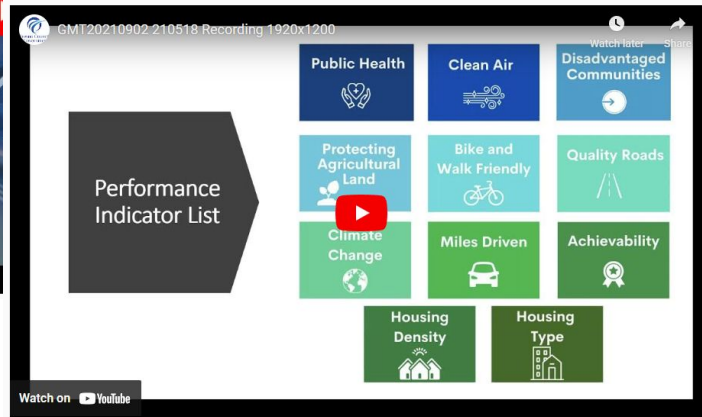 GMT20210902 210518 Recording 1920x1200
Watch later
Share
Performance
Indicator List
Public Health
Clean Air
Disadvantaged
Communities
Protecting
Agricultural
Land
Bike and
Walk Friendly
Quality Roads
Climate
Change
Miles Driven
Achievability
Housing
Density
Housing
Type
Watch on YouTube